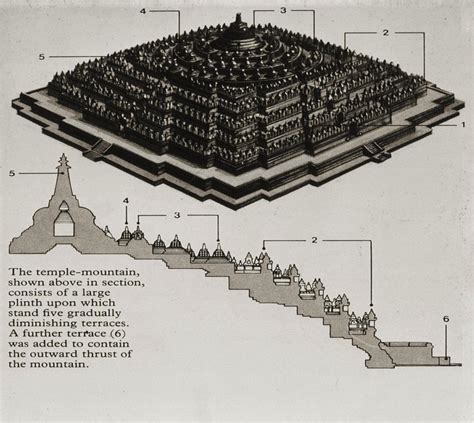 4
3
2
1
5
5
4
3
2
6
The temple-mountain,
shown above in section,
consists of a large
plinth upon which
stand five gradually
diminishing terraces.
A further terrace (6)
was added to contain
the outward thrust of
the mountain.